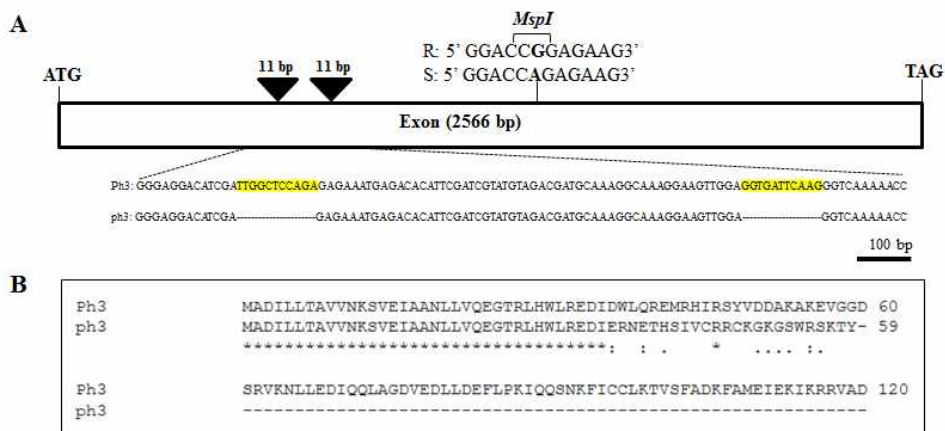 A
MspI
R: 5’ GGACCGGAGAAG3’
S: 5’ GGACCAGAGAAG3’
ATG
11 bp
11 bp
TAG
Exon (2566 bp)
Ph3: GGGAGGACATCGATTGGCTCCAGAGAGAAATGAGACACATTCGATCGTATGTAGACGATGCAAAGGCAAAGGAAGTTGGAGGTGATTCAAGGGTCAAAAACC
ph3: GGGAGGACATCGA--------------------GAGAAATGAGACACATTCGATCGTATGTAGACGATGCAAAGGCAAAGGAAGTTGGA--------------------GGTCAAAAACC
100 bp
B
Ph3 MADILLTAVVNKSVEIAANLLVQEGTRLHWLREDIDWLQREMRHIRSYVDDAKAKEVGGD 60
ph3 MADILLTAVVNKSVEIAANLLVQEGTRLHWLREDIERNETHSIVCRRCKGKGSWRSKTY- 59
***********************************: : . * .... :.
Ph3 SRVKNLLEDIQQLAGDVEDLLDEFLPKIQQSNKFICCLKTVSFADKFAMEIEKIKRRVAD 120
ph3 ------------------------------------------------------------